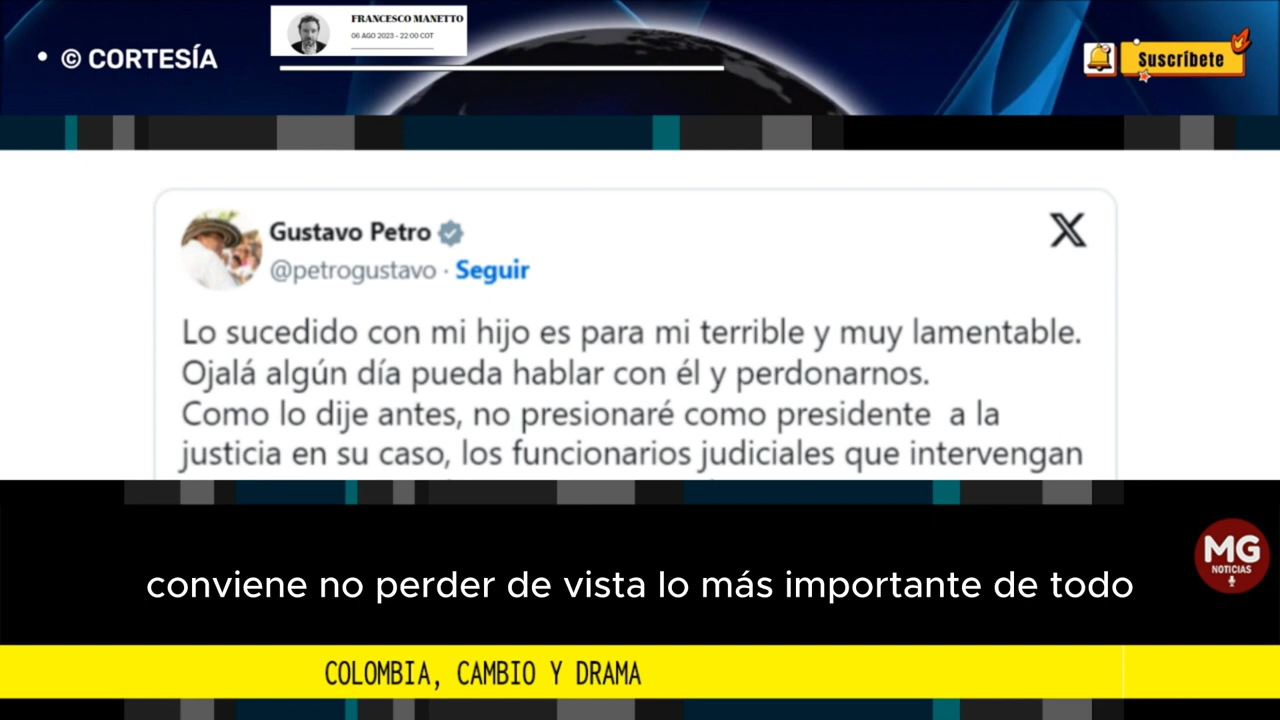 • © CORTESÍA
FRANCESCO MANETTO
06 AGO 2023 - 22:00 COT
Suscríbete
Gustavo Petro
@petrogustavo · Seguir
Lo sucedido con mi hijo es para mi terrible y muy lamentable.
Ojalá algún día pueda hablar con él y perdonarnos.
Como lo dije antes, no presionaré como presidente a la
justicia en su caso, los funcionarios judiciales que intervengan
conviene no perder de vista lo más importante de todo
MG
NOTICIAS
COLOMBIA, CAMBIO Y DRAMA